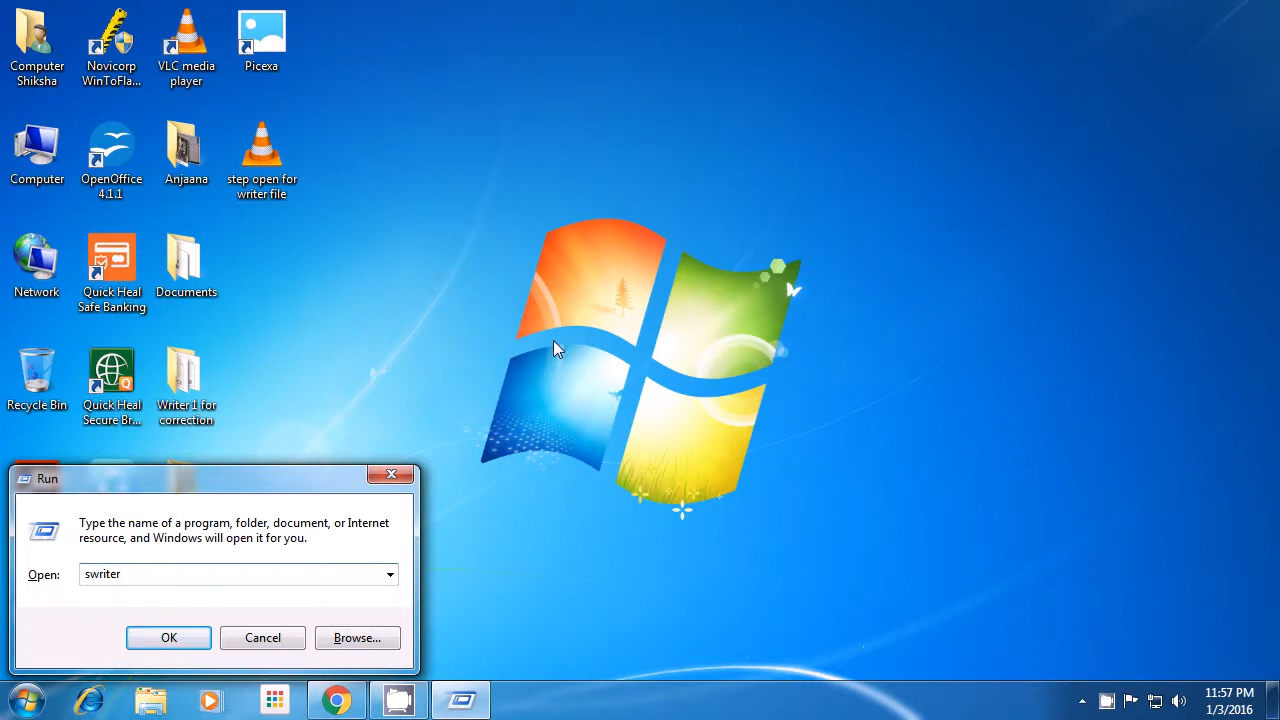 Computer
Shiksha
Novicorp
WinToFla...
VLC media
player
Picexa
Computer
OpenOffice
4.1.1
Anjaana
step open for
writer file
Network
Quick Heal
Safe Banking
Documents
Recycle Bin
Quick Heal
Secure Br...
Writer 1 for
correction
Run
Type the name of a program, folder, document, or Internet
resource, and Windows will open it for you.
Open:
swriter
OK
Cancel
Browse...
11:57 PM
1/3/2016